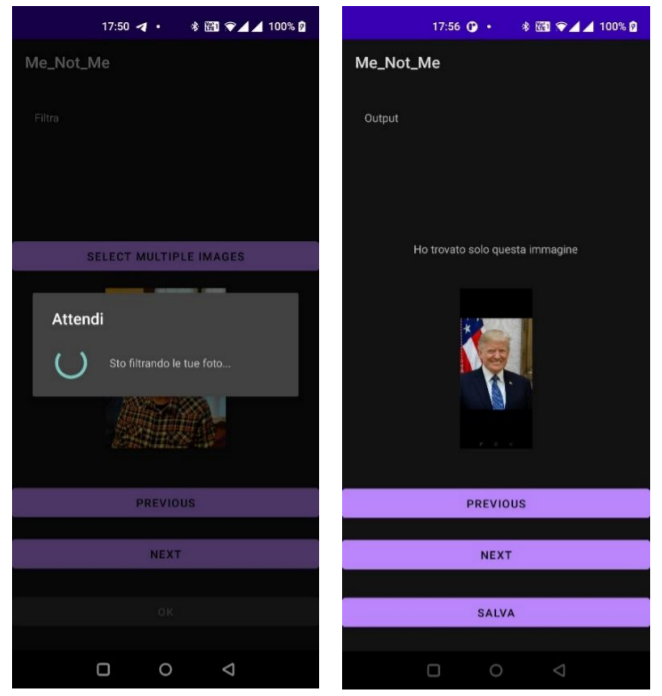 17:50
100%
Me_Not_Me
Filtra
SELECT MULTIPLE IMAGES
Attendi
Sto filtrando le tue foto...
PREVIOUS
NEXT
OK
17:56
100%
Me_Not_Me
Output
Ho trovato solo questa immagine
PREVIOUS
NEXT
SALVA